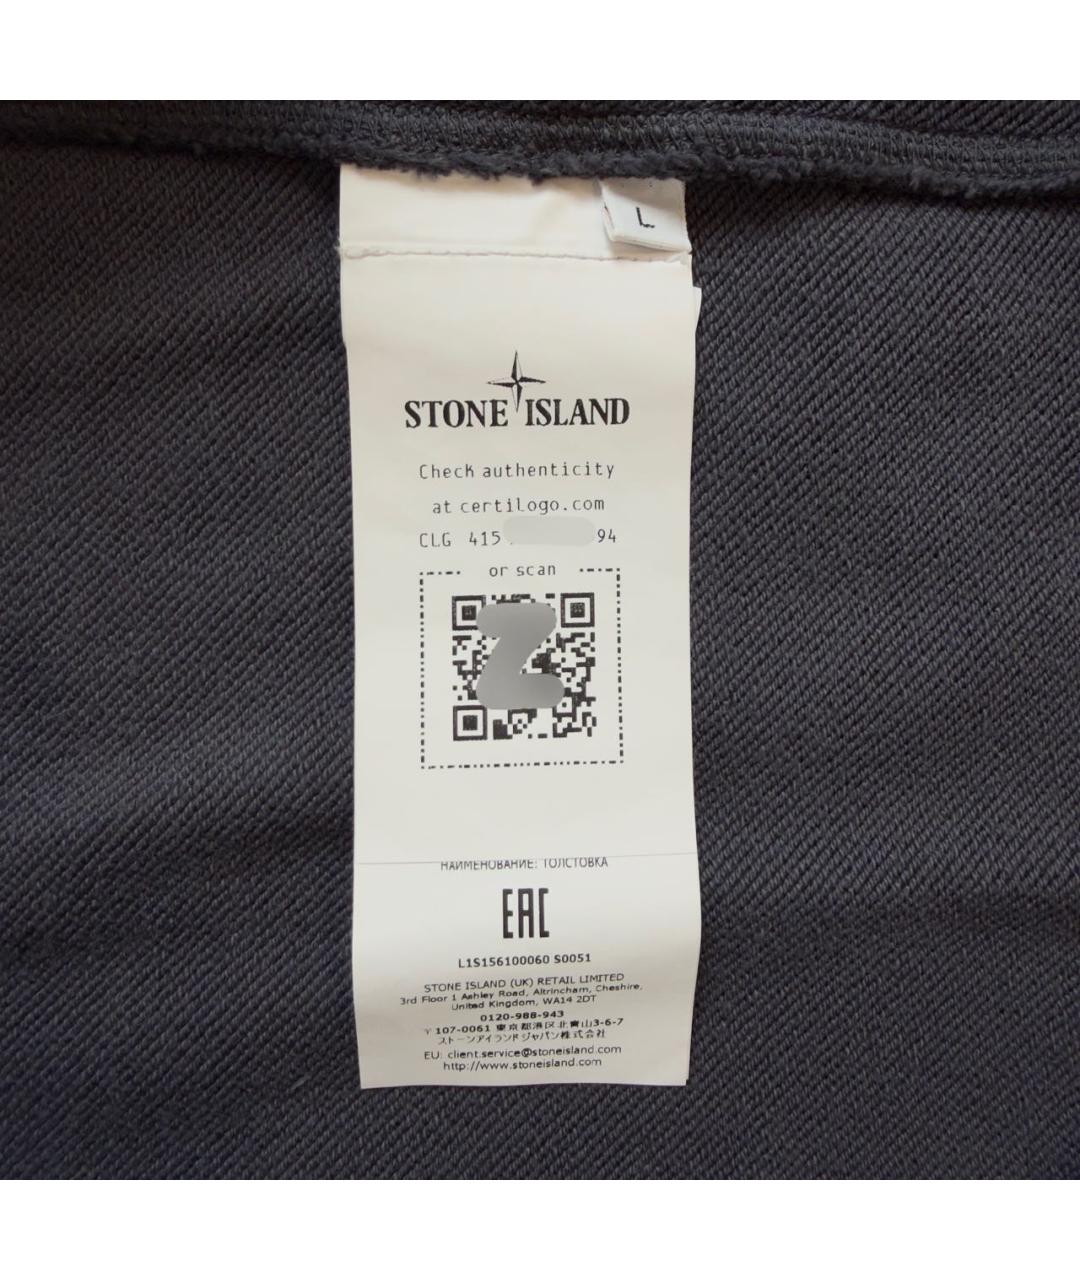 L
STONE ISLAND
Check authenticity
at certilogo.com
CLG 415 94
or scan
НАИМЕНОВАНИЕ: ТОЛСТОВКА
EAC
L1S156100060 S0051
STONE ISLAND (UK) RETAIL LIMITED
3rd Floor 1 Ashley Road, Altrincham, Cheshire,
United Kingdom, WA14 2DT
0120-988-943
〒107-0061 東京都港区北青山3-6-7
ストーンアイランドジャパン株式会社
EU: client.service@stoneisland.com
http://www.stoneisland.com